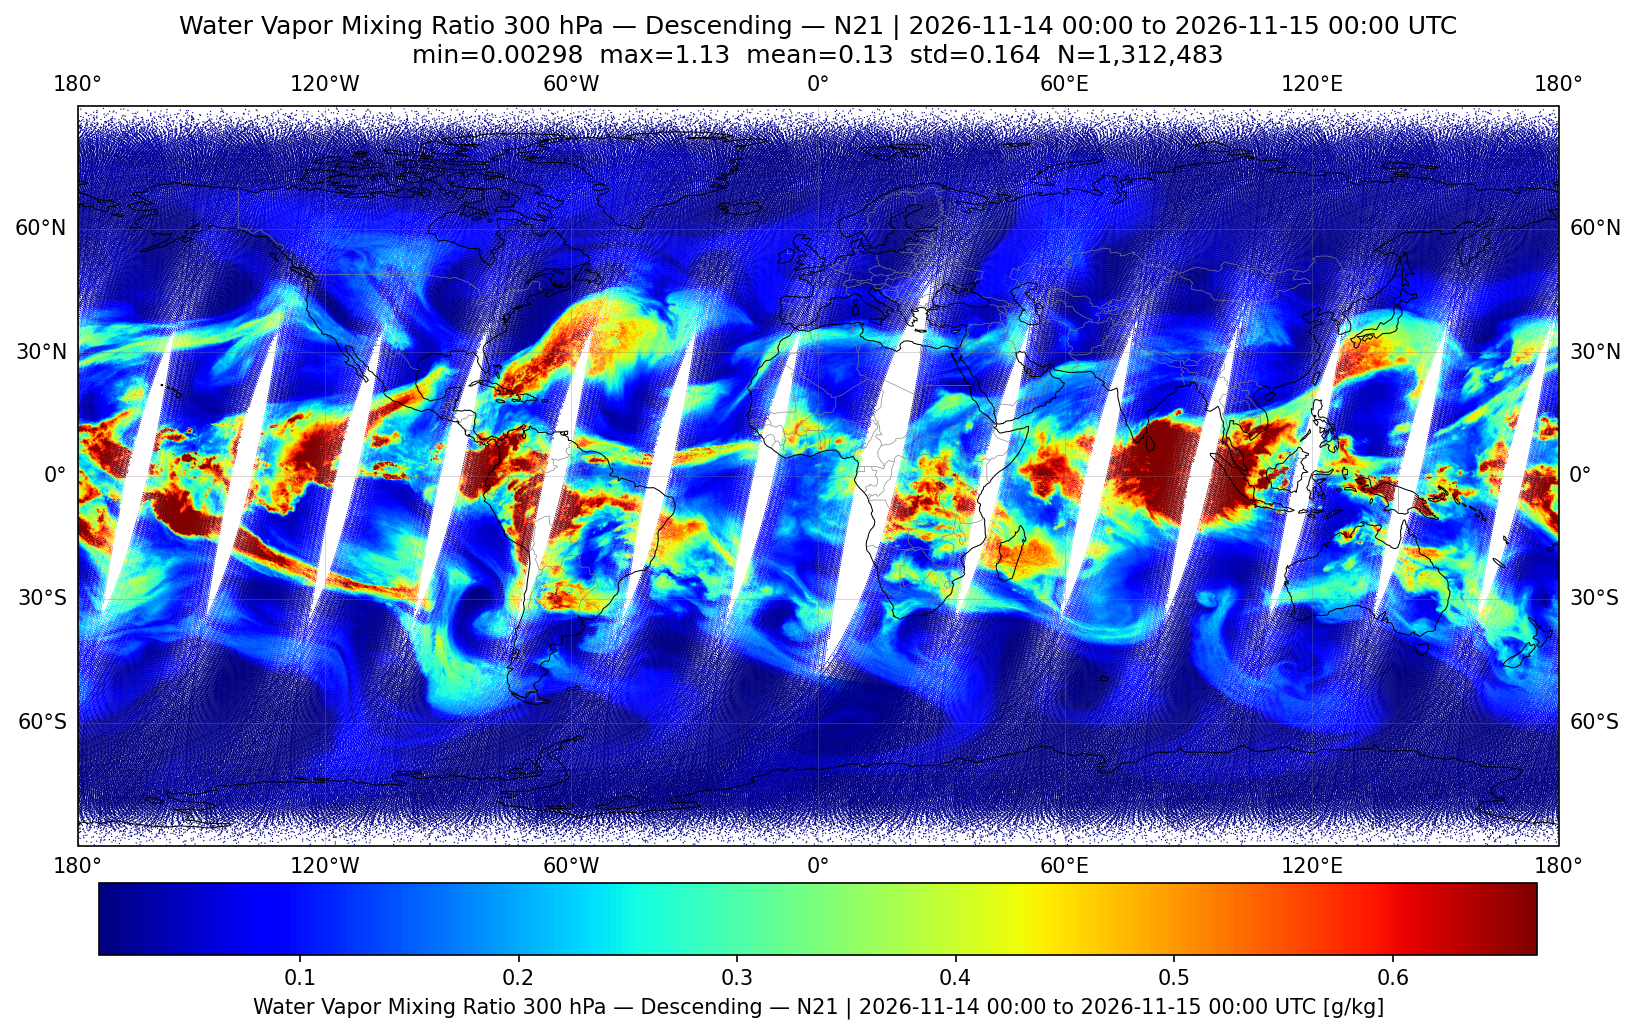 Water Vapor Mixing Ratio 300 hPa — Descending — N21 | 2026-11-14 00:00 to 2026-11-15 00:00 UTC
min=0.00298 max=1.13 mean=0.13 std=0.164 N=1,312,483
180° 120°W 60°W 0° 60°E 120°E 180°
60°N 60°N
30°N 30°N
0° 0°
30°S 30°S
60°S 60°S
180° 120°W 60°W 0° 60°E 120°E 180°
0.1 0.2 0.3 0.4 0.5 0.6
Water Vapor Mixing Ratio 300 hPa — Descending — N21 | 2026-11-14 00:00 to 2026-11-15 00:00 UTC [g/kg]